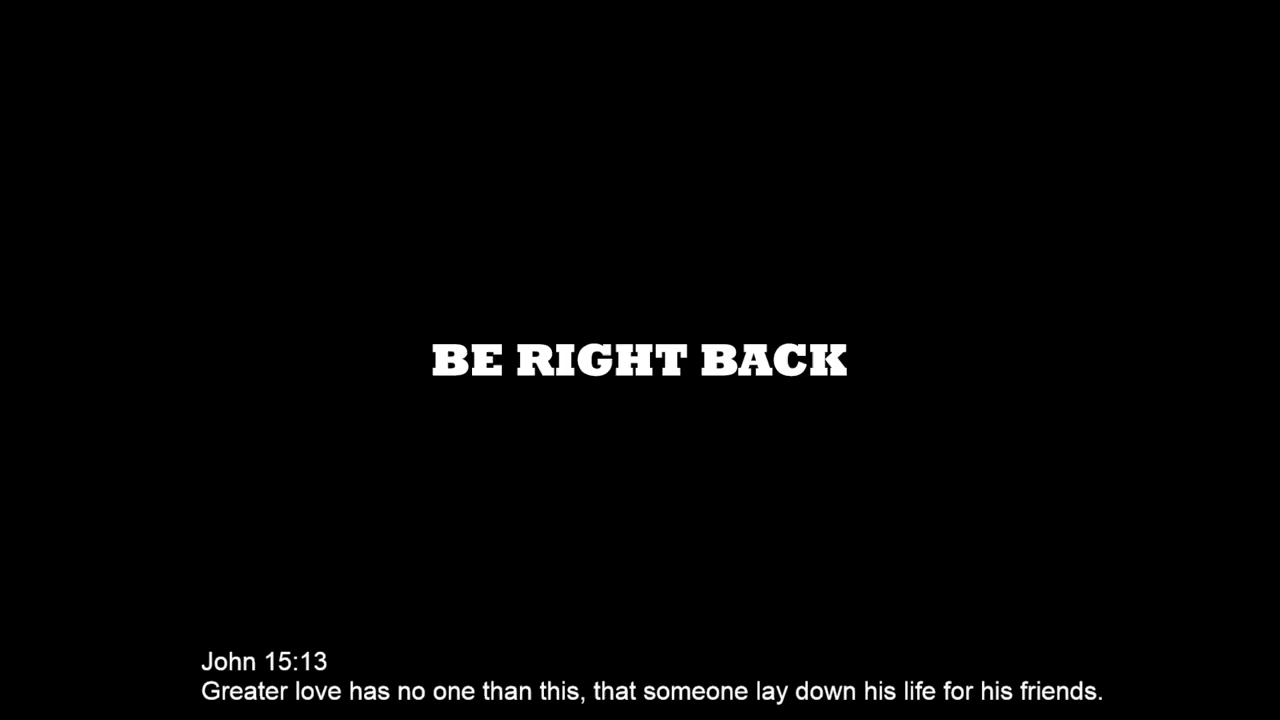 BE RIGHT BACK
John 15:13
Greater love has no one than this, that someone lay down his life for his friends.